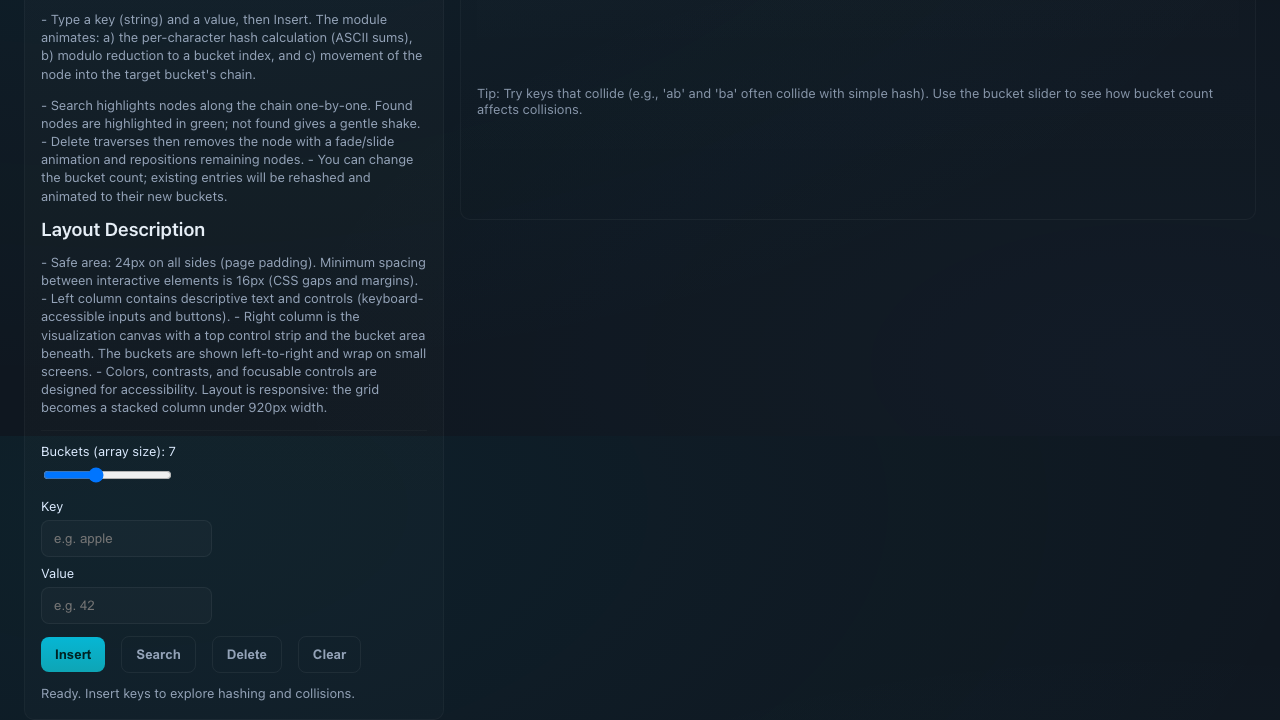 - Type a key (string) and a value, then Insert. The module
animates: a) the per-character hash calculation (ASCII sums),
b) modulo reduction to a bucket index, and c) movement of the
node into the target bucket's chain.
- Search highlights nodes along the chain one-by-one. Found
nodes are highlighted in green; not found gives a gentle shake.
- Delete traverses then removes the node with a fade/slide
animation and repositions remaining nodes. - You can change
the bucket count; existing entries will be rehashed and
animated to their new buckets.
Layout Description
- Safe area: 24px on all sides (page padding). Minimum spacing
between interactive elements is 16px (CSS gaps and margins).
- Left column contains descriptive text and controls (keyboard-
accessible inputs and buttons). - Right column is the
visualization canvas with a top control strip and the bucket area
beneath. The buckets are shown left-to-right and wrap on small
screens. - Colors, contrasts, and focusable controls are
designed for accessibility. Layout is responsive: the grid
becomes a stacked column under 920px width.
Buckets (array size): 7
Key
e.g. apple
Value
e.g. 42
Insert Search Delete Clear
Ready. Insert keys to explore hashing and collisions.
Tip: Try keys that collide (e.g., 'ab' and 'ba' often collide with simple hash). Use the bucket slider to see how bucket count
affects collisions.